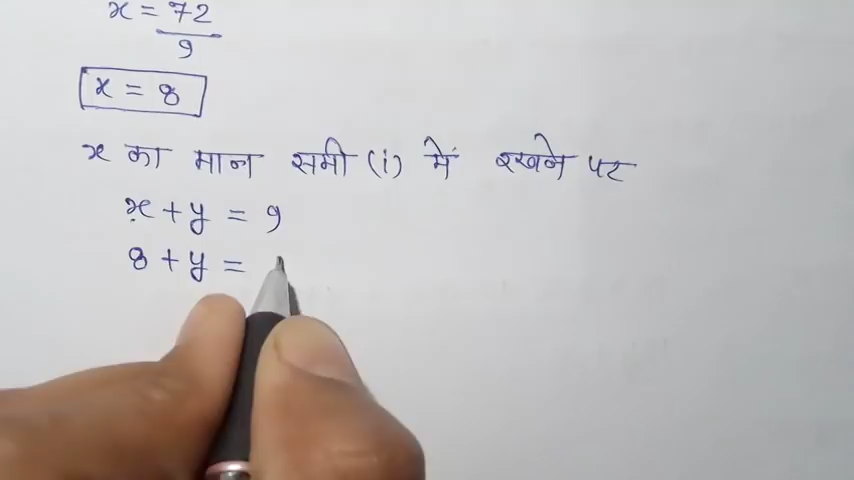 x = 72
9
x = 8
x का मान समी (i) में रखने पर
x + y = 9
8 + y =